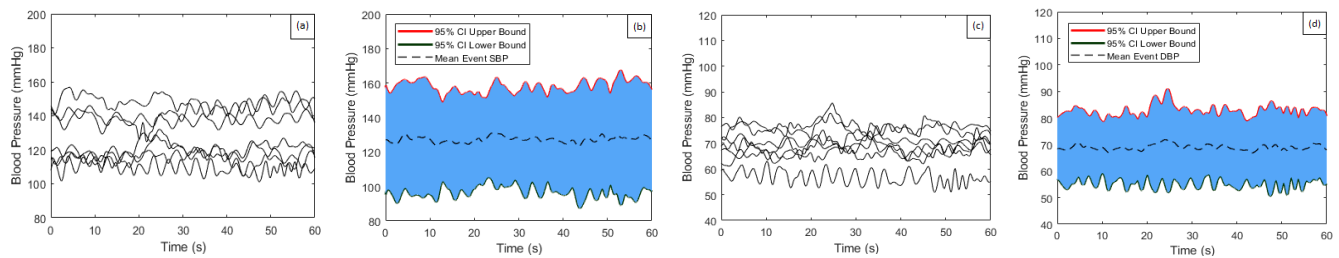 (a)
200
180
160
140
120
100
80
0 10 20 30 40 50 60
Time (s)
Blood Pressure (mmHg)
(b)
95% CI Upper Bound
95% CI Lower Bound
Mean Event SBP
200
180
160
140
120
100
80
0 10 20 30 40 50 60
Time (s)
Blood Pressure (mmHg)
(c)
120
110
100
90
80
70
60
50
40
0 10 20 30 40 50 60
Time (s)
Blood Pressure (mmHg)
(d)
95% CI Upper Bound
95% CI Lower Bound
Mean Event DBP
120
110
100
90
80
70
60
50
40
0 10 20 30 40 50 60
Time (s)
Blood Pressure (mmHg)